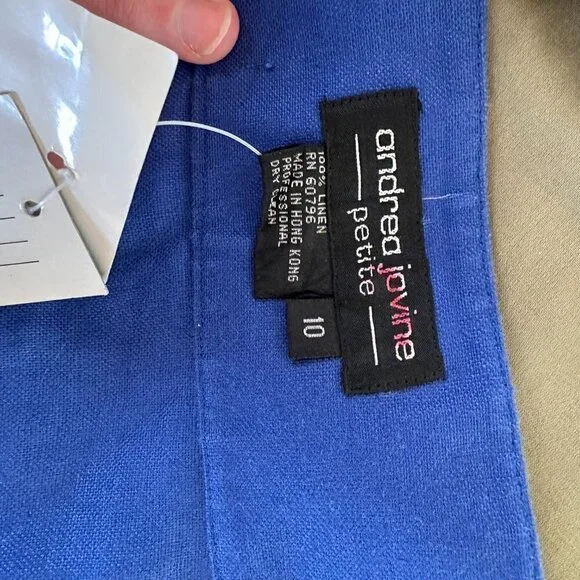 andrea jovine
petite
100% LINEN
RN 60796
MADE IN HONG KONG
PROFESSIONAL
DRY CLEAN
10